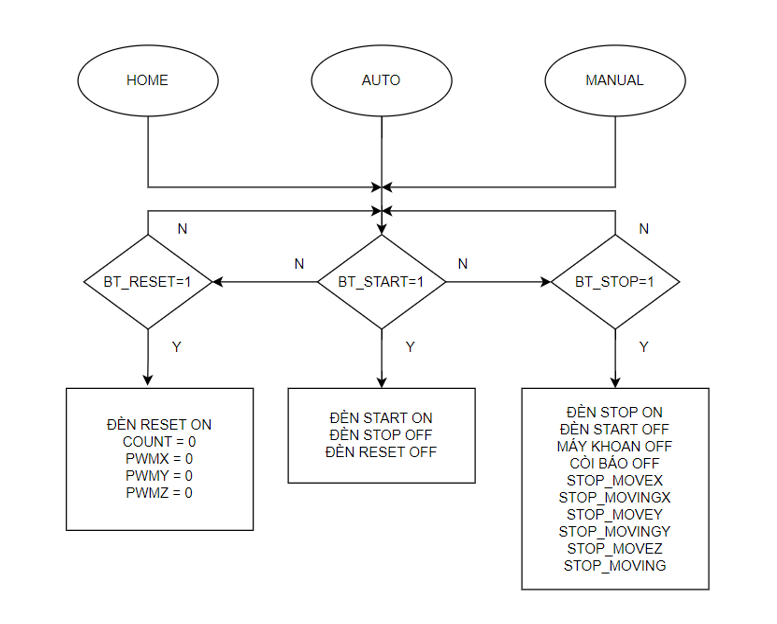 HOME
AUTO
MANUAL
N
N
N
N
BT_RESET=1
BT_START=1
BT_STOP=1
Y
Y
Y
ĐÈN RESET ON
COUNT = 0
PWMX = 0
PWMY = 0
PWMZ = 0
ĐÈN START ON
ĐÈN STOP OFF
ĐÈN RESET OFF
ĐÈN STOP ON
ĐÈN START OFF
MÁY KHOAN OFF
CÒI BÁO OFF
STOP_MOVEX
STOP_MOVINGX
STOP_MOVEY
STOP_MOVINGY
STOP_MOVEZ
STOP_MOVING